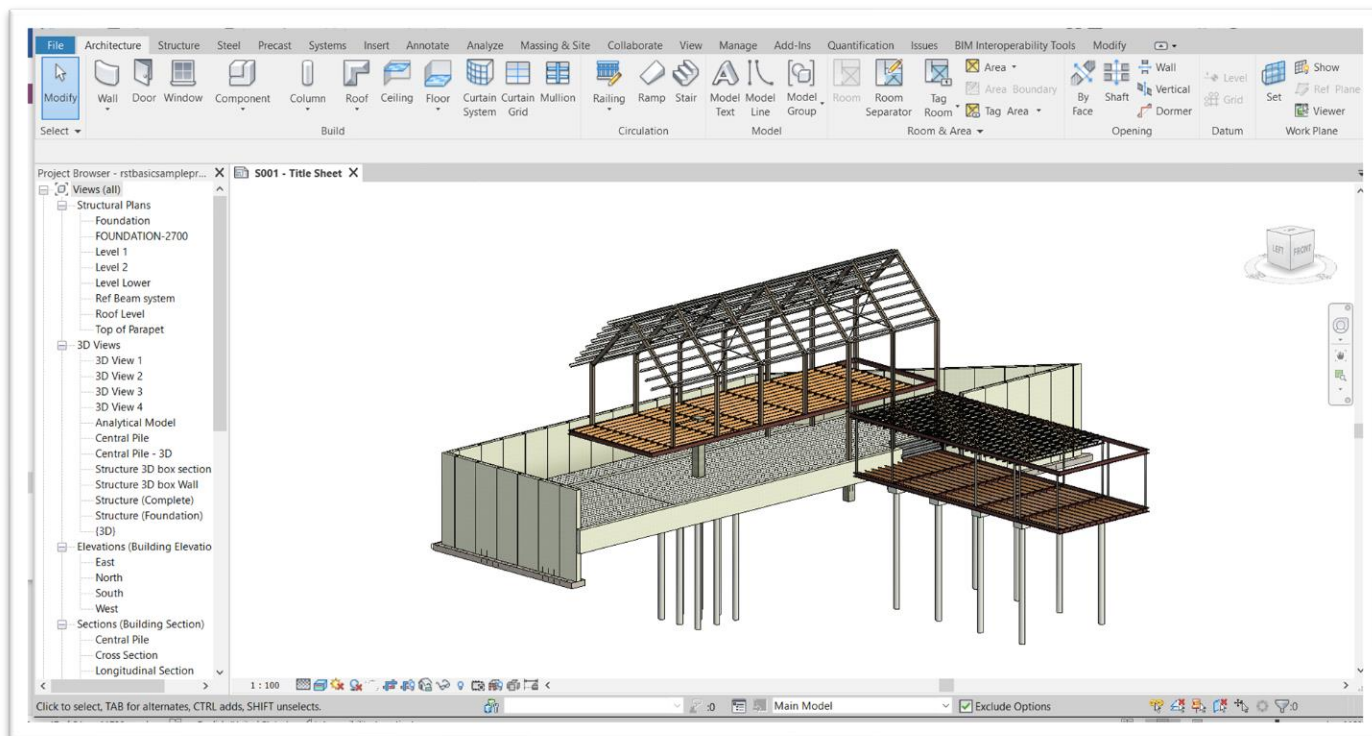 File Architecture Structure Steel Precast Systems Insert Annotate Analyze Massing & Site Collaborate View Manage Add-Ins Quantification Issues BIM Interoperability Tools Modify
Modify Wall Door Window Component Column Roof Ceiling Floor Curtain System Curtain Grid Mullion Railing Ramp Stair Model Text Model Line Model Group Room Room Separator Tag Room
Area
Area Boundary
Tag Area
By Face Shaft
Wall
Vertical
Dormer
Level
Grid
Set
Show
Ref Plane
Viewer
Select Build Circulation Model Room & Area Opening Datum Work Plane
Project Browser - rstbasicsamplepr... X S001 - Title Sheet X
Views (all)
Structural Plans
Foundation
FOUNDATION-2700
Level 1
Level 2
Level Lower
Ref Beam system
Roof Level
Top of Parapet
3D Views
3D View 1
3D View 2
3D View 3
3D View 4
Analytical Model
Central Pile
Central Pile - 3D
Structure 3D box section
Structure 3D box Wall
Structure (Complete)
Structure (Foundation)
{3D}
Elevations (Building Elevatio
East
North
South
West
Sections (Building Section)
Central Pile
Cross Section
Longitudinal Section
LEFT FRONT
1 : 100
Click to select, TAB for alternates, CTRL adds, SHIFT unselects. :0 Main Model Exclude Options :0